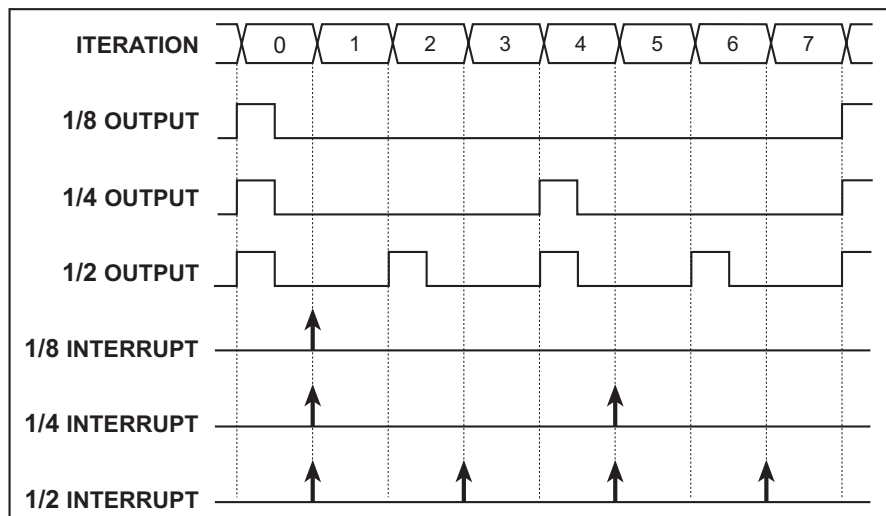 ITERATION 0 1 2 3 4 5 6 7
1/8 OUTPUT
1/4 OUTPUT
1/2 OUTPUT
1/8 INTERRUPT
1/4 INTERRUPT
1/2 INTERRUPT